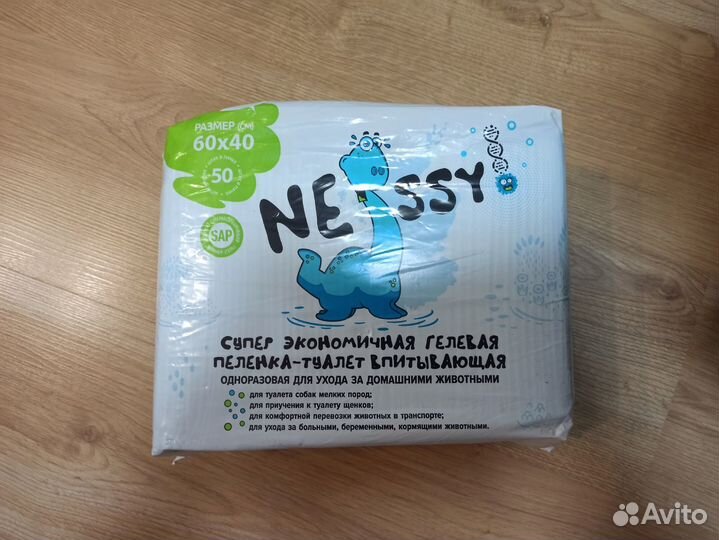 РАЗМЕР (СМ)
60x40
50
SAP
NESSY
СУПЕР ЭКОНОМИЧНАЯ ГЕЛЕВАЯ
ПЕЛЕНКА-ТУАЛЕТ ВПИТЫВАЮЩАЯ
ОДНОРАЗОВАЯ ДЛЯ УХОДА ЗА ДОМАШНИМИ ЖИВОТНЫМИ
для туалета собак мелких пород;
для приучения к туалету щенков;
для комфортной перевозки животных в транспорте;
для ухода за больными, беременными, кормящими животными.
Avito